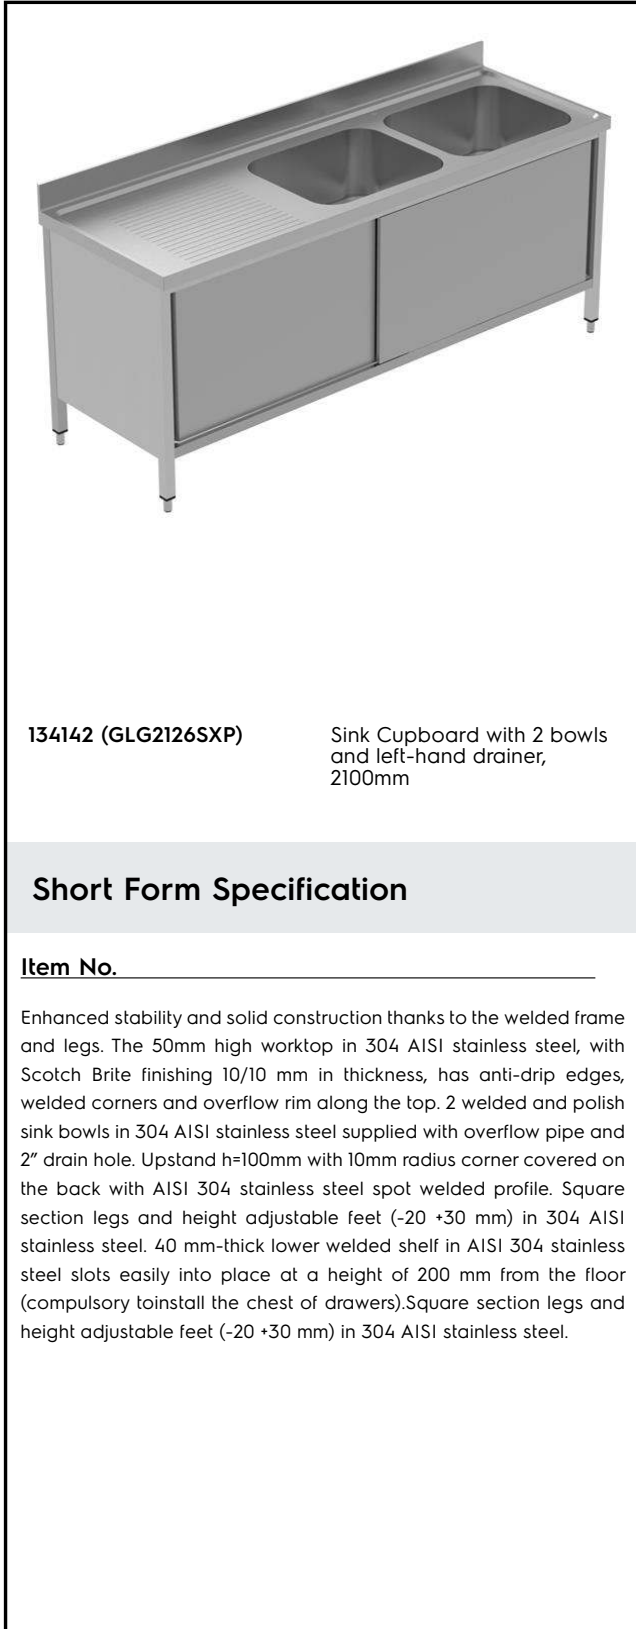 134142 (GLG2126SXP)
Sink Cupboard with 2 bowls
and left-hand drainer,
2100mm
Short Form Specification
Item No.
Enhanced stability and solid construction thanks to the welded frame
and legs. The 50mm high worktop in 304 AISI stainless steel, with
Scotch Brite finishing 10/10 mm in thickness, has anti-drip edges,
welded corners and overflow rim along the top. 2 welded and polish
sink bowls in 304 AISI stainless steel supplied with overflow pipe and
2” drain hole. Upstand h=100mm with 10mm radius corner covered on
the back with AISI 304 stainless steel spot welded profile. Square
section legs and height adjustable feet (-20 +30 mm) in 304 AISI
stainless steel. 40 mm-thick lower welded shelf in AISI 304 stainless
steel slots easily into place at a height of 200 mm from the floor
(compulsory toinstall the chest of drawers).Square section legs and
height adjustable feet (-20 +30 mm) in 304 AISI stainless steel.